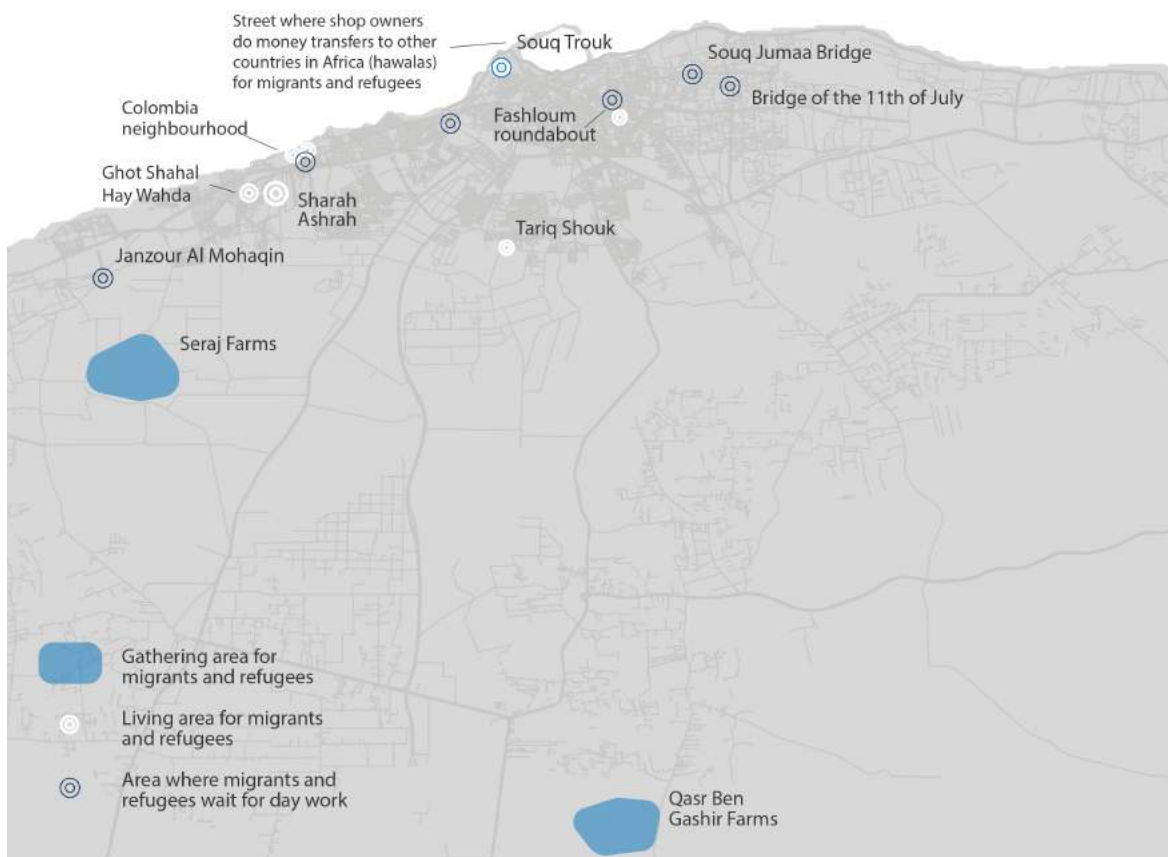 Street where shop owners
do money transfers to other
countries in Africa (hawalas)
for migrants and refugees
Souq Trouk
Souq Jumaa Bridge
Bridge of the 11th of July
Fashloum
roundabout
Colombia
neighbourhood
Ghot Shahal
Hay Wahda
Sharah
Ashrah
Tariq Shouk
Janzour Al Mohaqin
Seraj Farms
Gathering area for
migrants and refugees
Living area for migrants
and refugees
Area where migrants and
refugees wait for day work
Qasr Ben
Gashir Farms